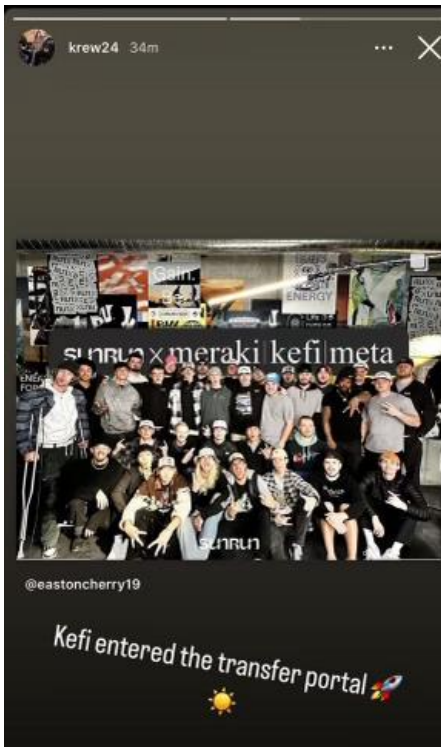 krew24 34m
Gain.
ENERGY
sunrun x meraki|kefi|meta
sunrun
@eastoncherry19
Kefi entered the transfer portal 🚀
☀️